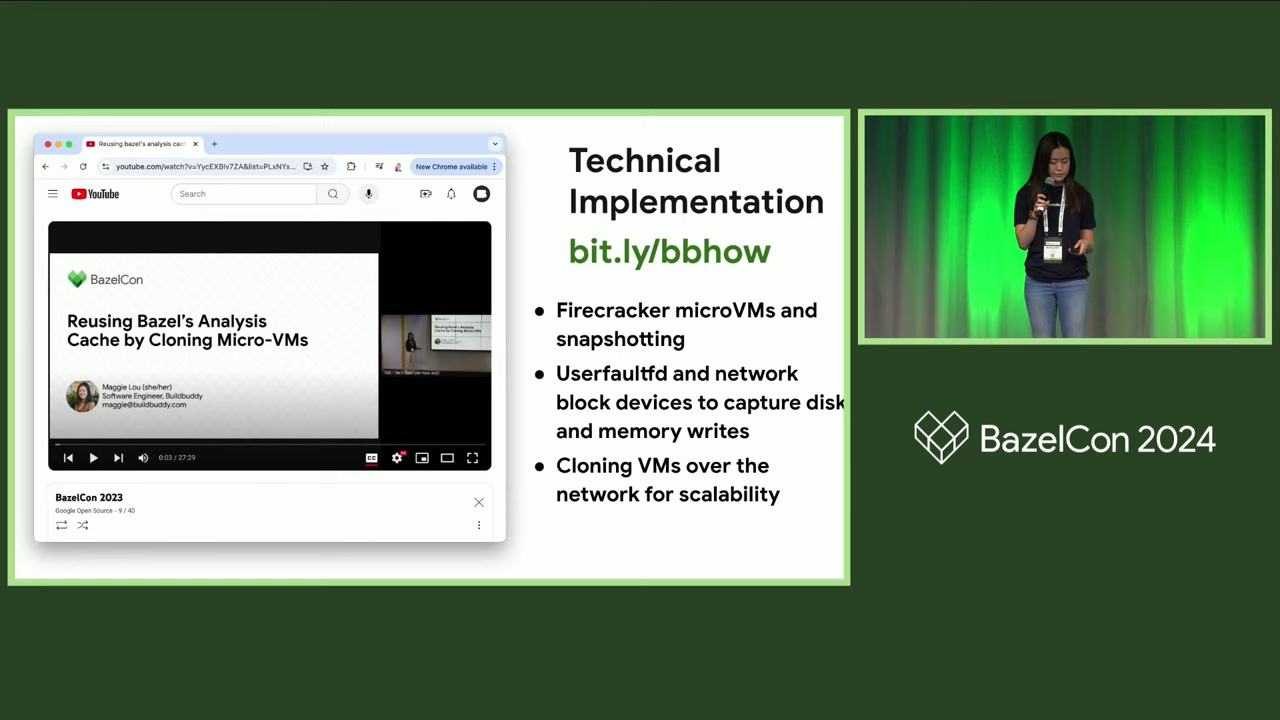 Reusing bazel's analysis cac
youtube.com/watch?v=YycEXBlv7ZA&list=PLxNYx...
New Chrome available
YouTube
Search
BazelCon
Reusing Bazel's Analysis
Cache by Cloning Micro-VMs
Maggie Lou (she/her)
Software Engineer, Buildbuddy
maggie@buildbuddy.com
0:03 / 27:29
CC
BazelCon 2023
Google Open Source - 9 / 40
Technical
Implementation
bit.ly/bbhow
● Firecracker microVMs and
snapshotting
● Userfaultfd and network
block devices to capture disk
and memory writes
● Cloning VMs over the
network for scalability
BazelCon 2024